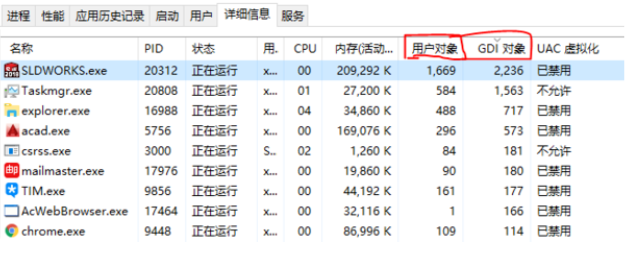 进程 性能 应用历史记录 启动 用户 详细信息 服务
名称 PID 状态 用. CPU 内存(活动... 用户对象 GDI 对象 UAC 虚拟化
SLDWORKS.exe 20312 正在运行 x... 00 209,292 K 1,669 2,236 已禁用
Taskmgr.exe 20808 正在运行 x... 01 27,200 K 584 1,563 不允许
explorer.exe 16988 正在运行 x... 04 34,860 K 488 717 已禁用
acad.exe 5756 正在运行 x... 00 169,076 K 296 573 已禁用
csrss.exe 3000 正在运行 S.. 02 1,260 K 84 181 不允许
mailmaster.exe 17976 正在运行 x... 00 19,860 K 90 180 已禁用
TIM.exe 9856 正在运行 x... 00 44,192 K 161 177 已禁用
AcWebBrowser.exe 17464 正在运行 x... 00 32,116 K 1 166 已禁用
chrome.exe 9448 正在运行 x... 00 86,996 K 109 114 已禁用